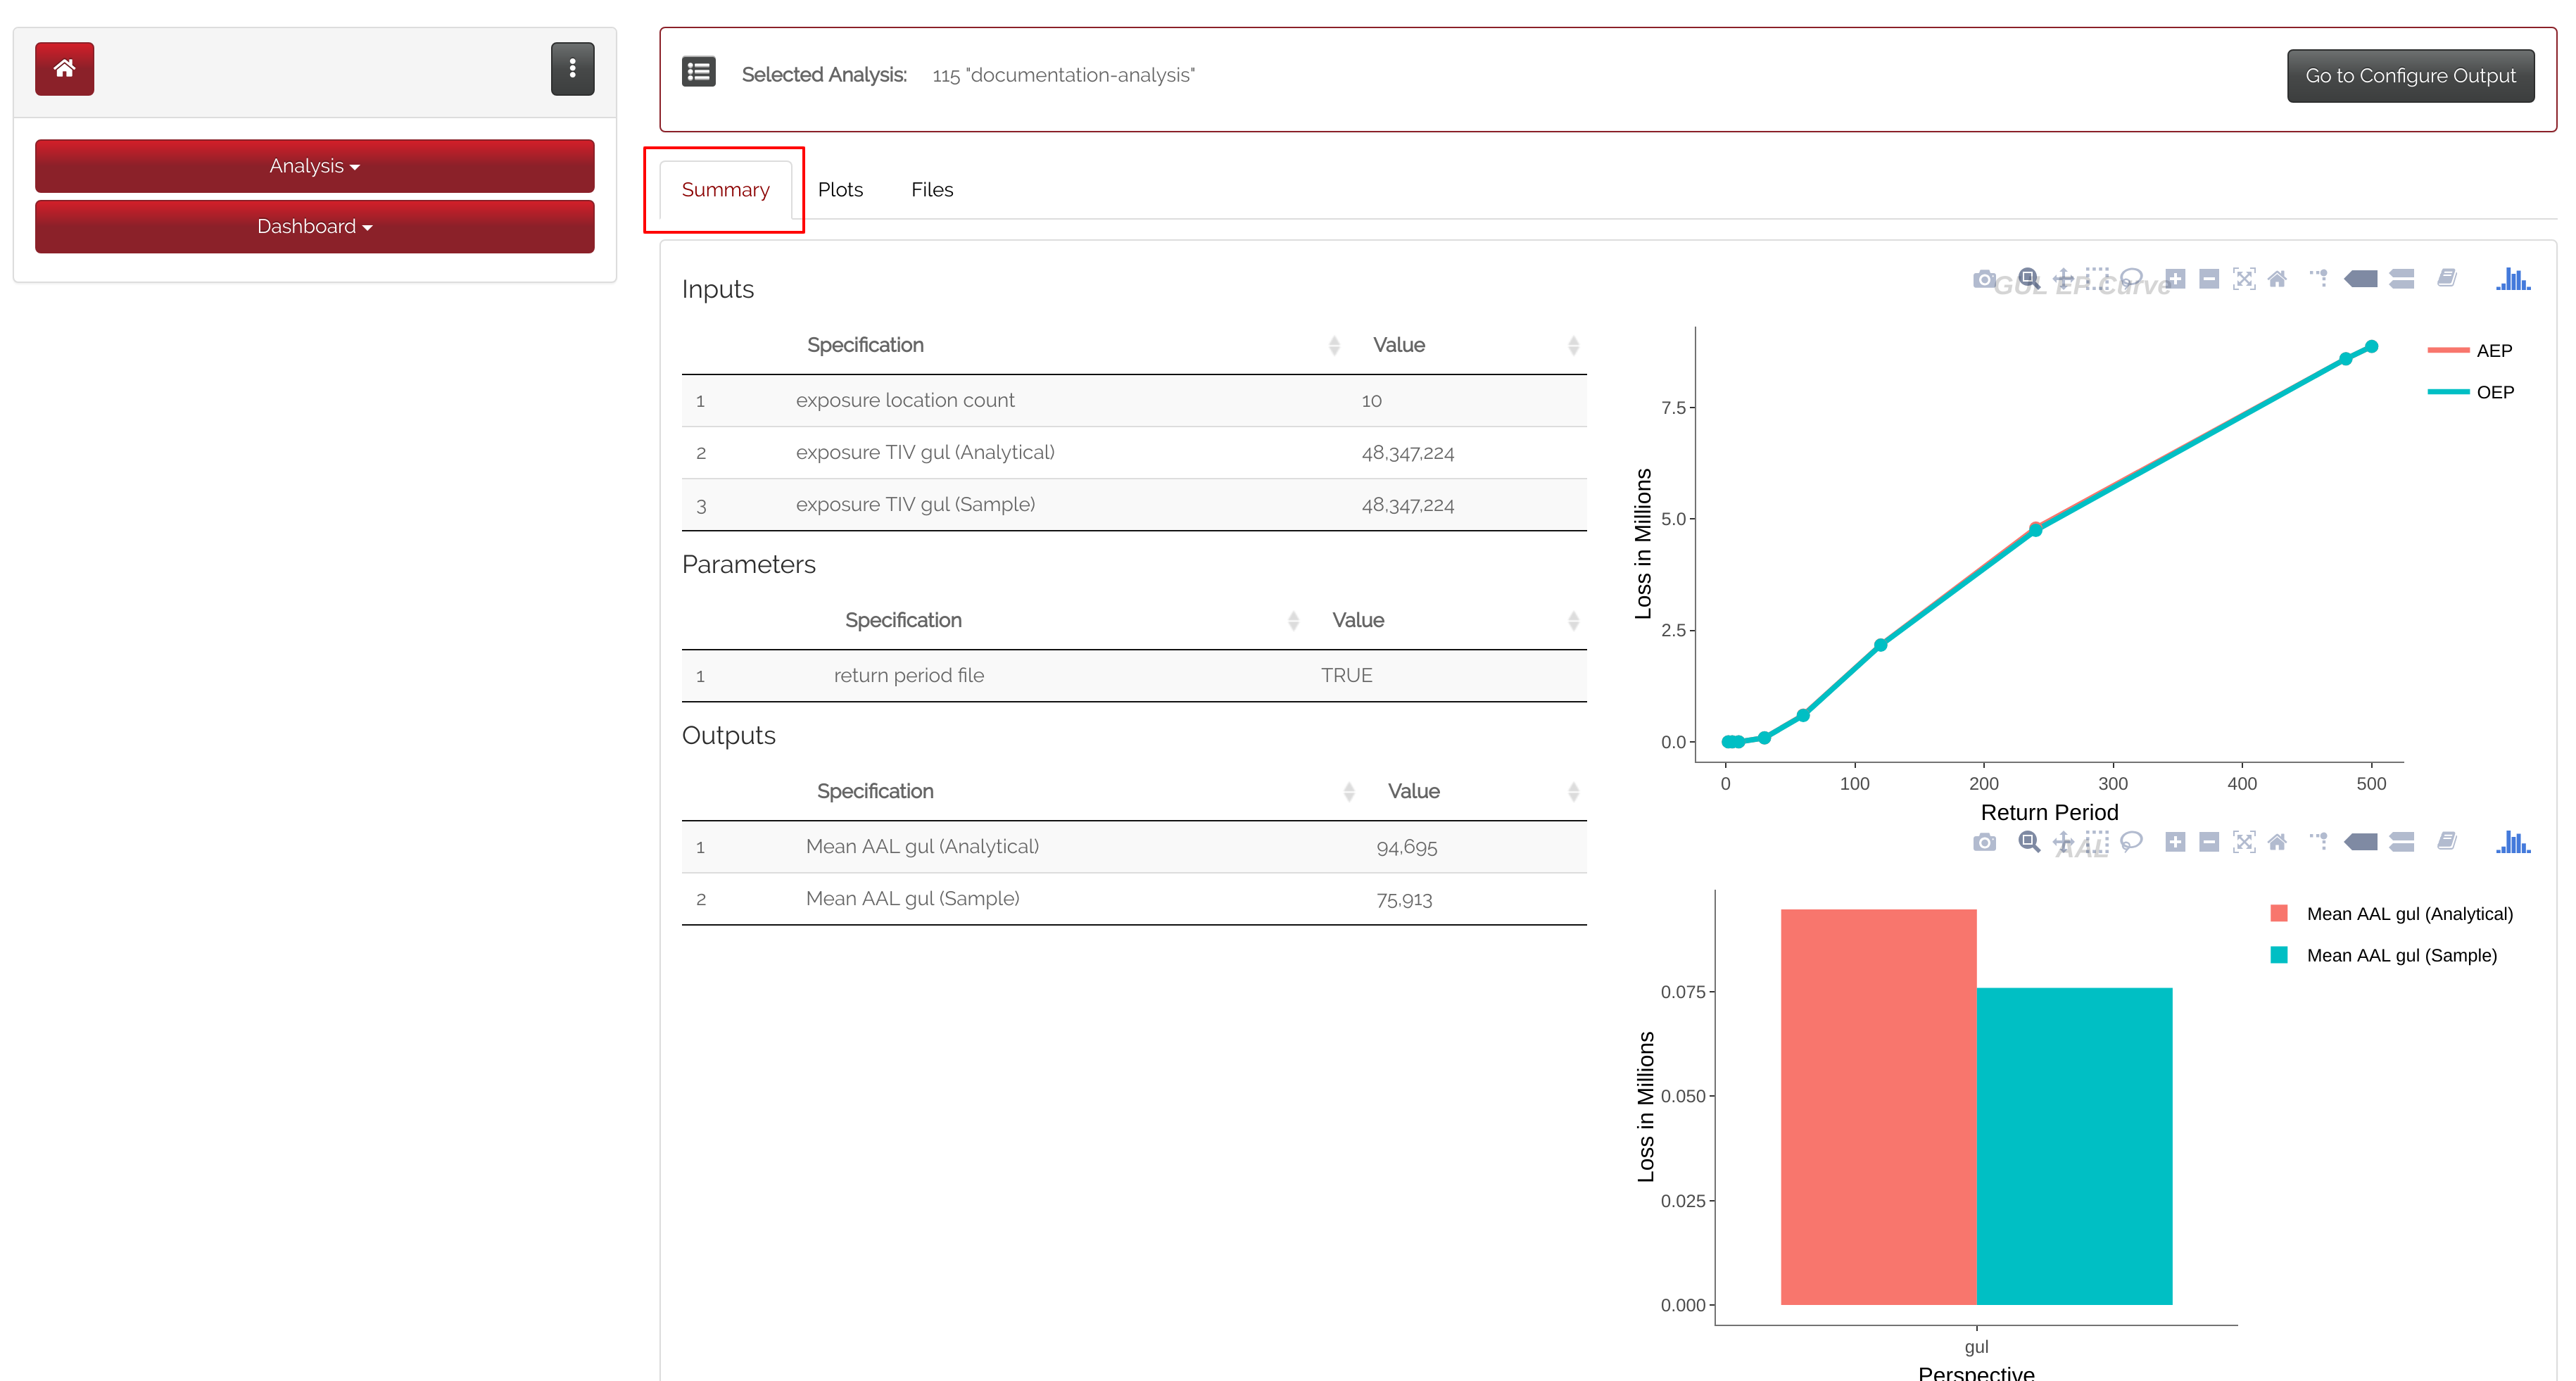 Analysis
Dashboard
Selected Analysis: 115 "documentation-analysis"
Go to Configure Output
Summary Plots Files
Inputs
Specification Value
1 exposure location count 10
2 exposure TIV gul (Analytical) 48,347,224
3 exposure TIV gul (Sample) 48,347,224
Parameters
Specification Value
1 return period file TRUE
Outputs
Specification Value
1 Mean AAL gul (Analytical) 94,695
2 Mean AAL gul (Sample) 75,913
GUL EP Curve
AEP
OEP
Loss in Millions
7.5
5.0
2.5
0.0
0 100 200 300 400 500
Return Period
AAL
Mean AAL gul (Analytical)
Mean AAL gul (Sample)
Loss in Millions
0.075
0.050
0.025
0.000
gul
Perspective